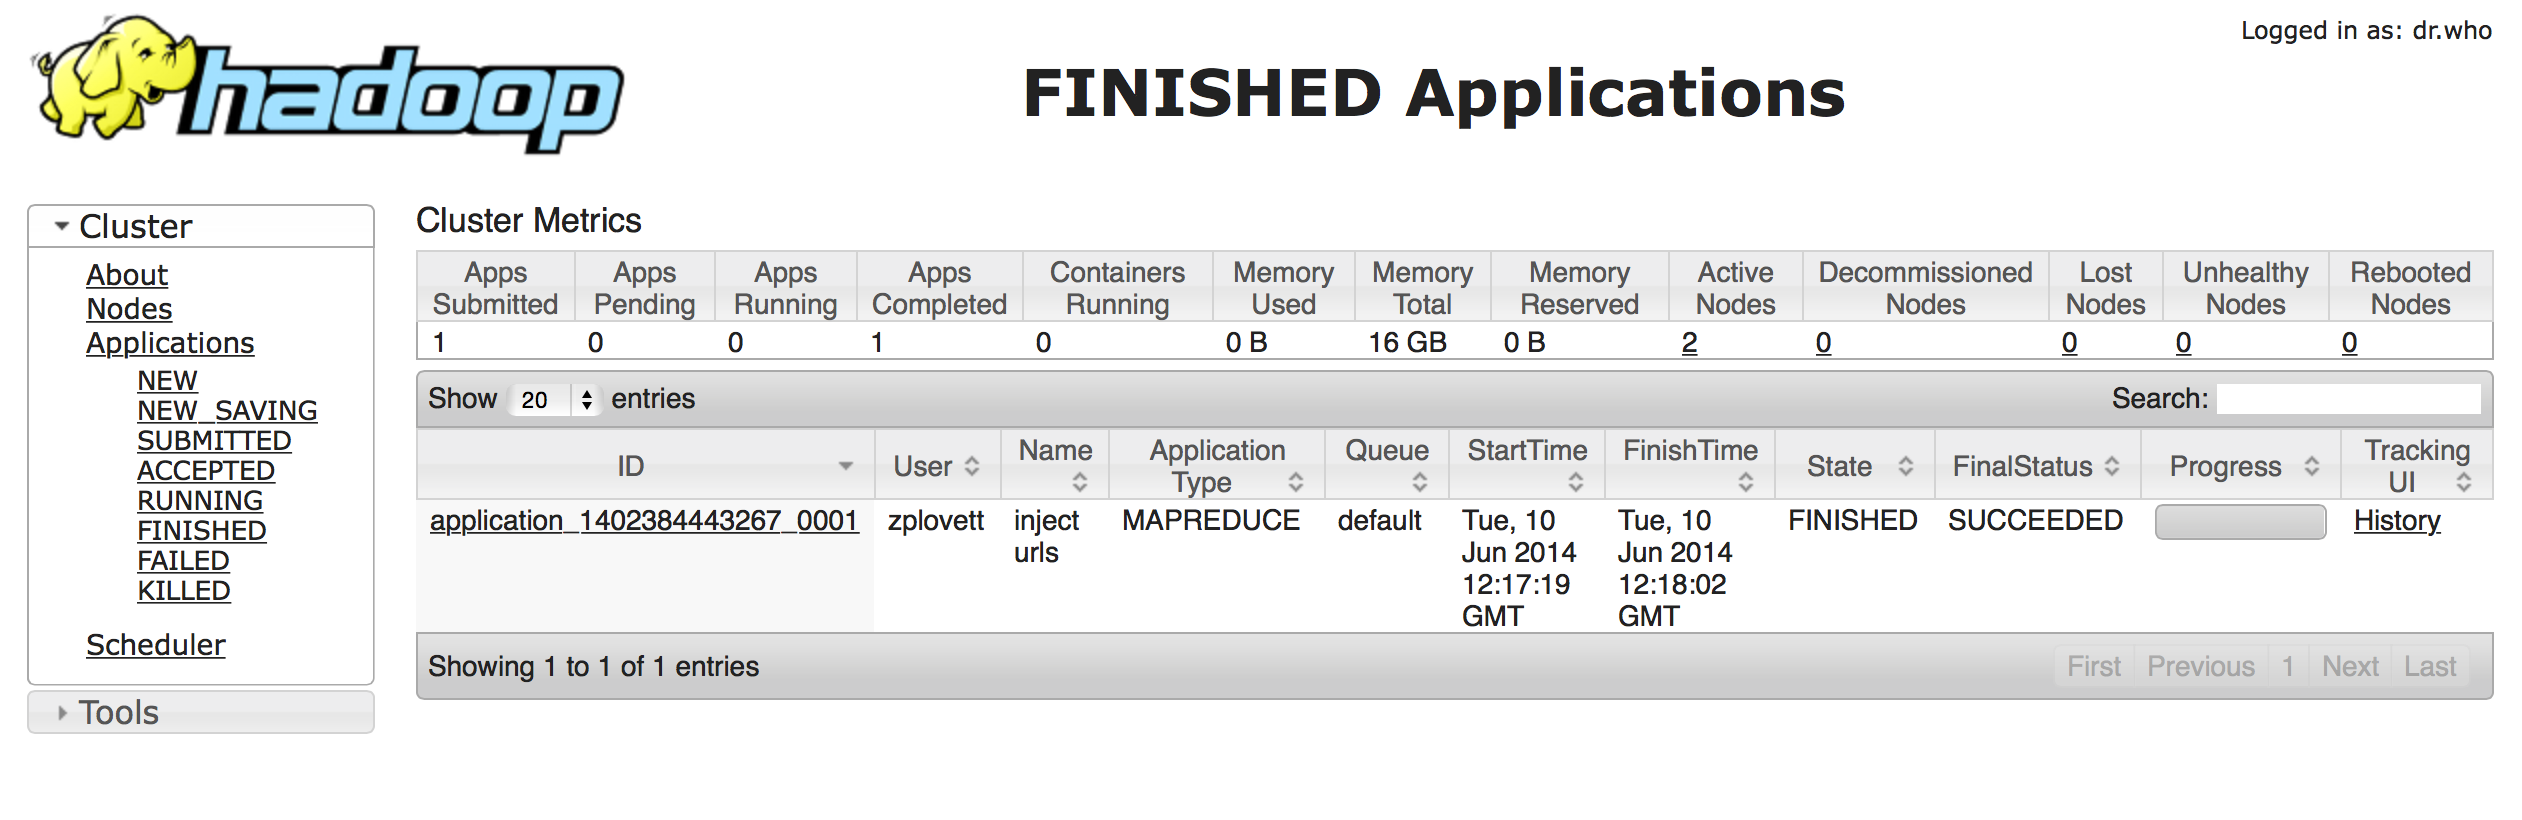 Logged in as: dr.who
hadoop
FINISHED Applications
Cluster
About
Nodes
Applications
NEW
NEW_SAVING
SUBMITTED
ACCEPTED
RUNNING
FINISHED
FAILED
KILLED
Scheduler
Tools
Cluster Metrics
Apps Submitted
Apps Pending
Apps Running
Apps Completed
Containers Running
Memory Used
Memory Total
Memory Reserved
Active Nodes
Decommissioned Nodes
Lost Nodes
Unhealthy Nodes
Rebooted Nodes
1 0 0 1 0 0 B 16 GB 0 B 2 0 0 0 0
Show 20 entries Search:
ID
User
Name
Application Type
Queue
StartTime
FinishTime
State
FinalStatus
Progress
Tracking UI
application_1402384443267_0001
zplovett
inject
urls
MAPREDUCE
default
Tue, 10
Jun 2014
12:17:19
GMT
Tue, 10
Jun 2014
12:18:02
GMT
FINISHED
SUCCEEDED
History
Showing 1 to 1 of 1 entries
First Previous 1 Next Last